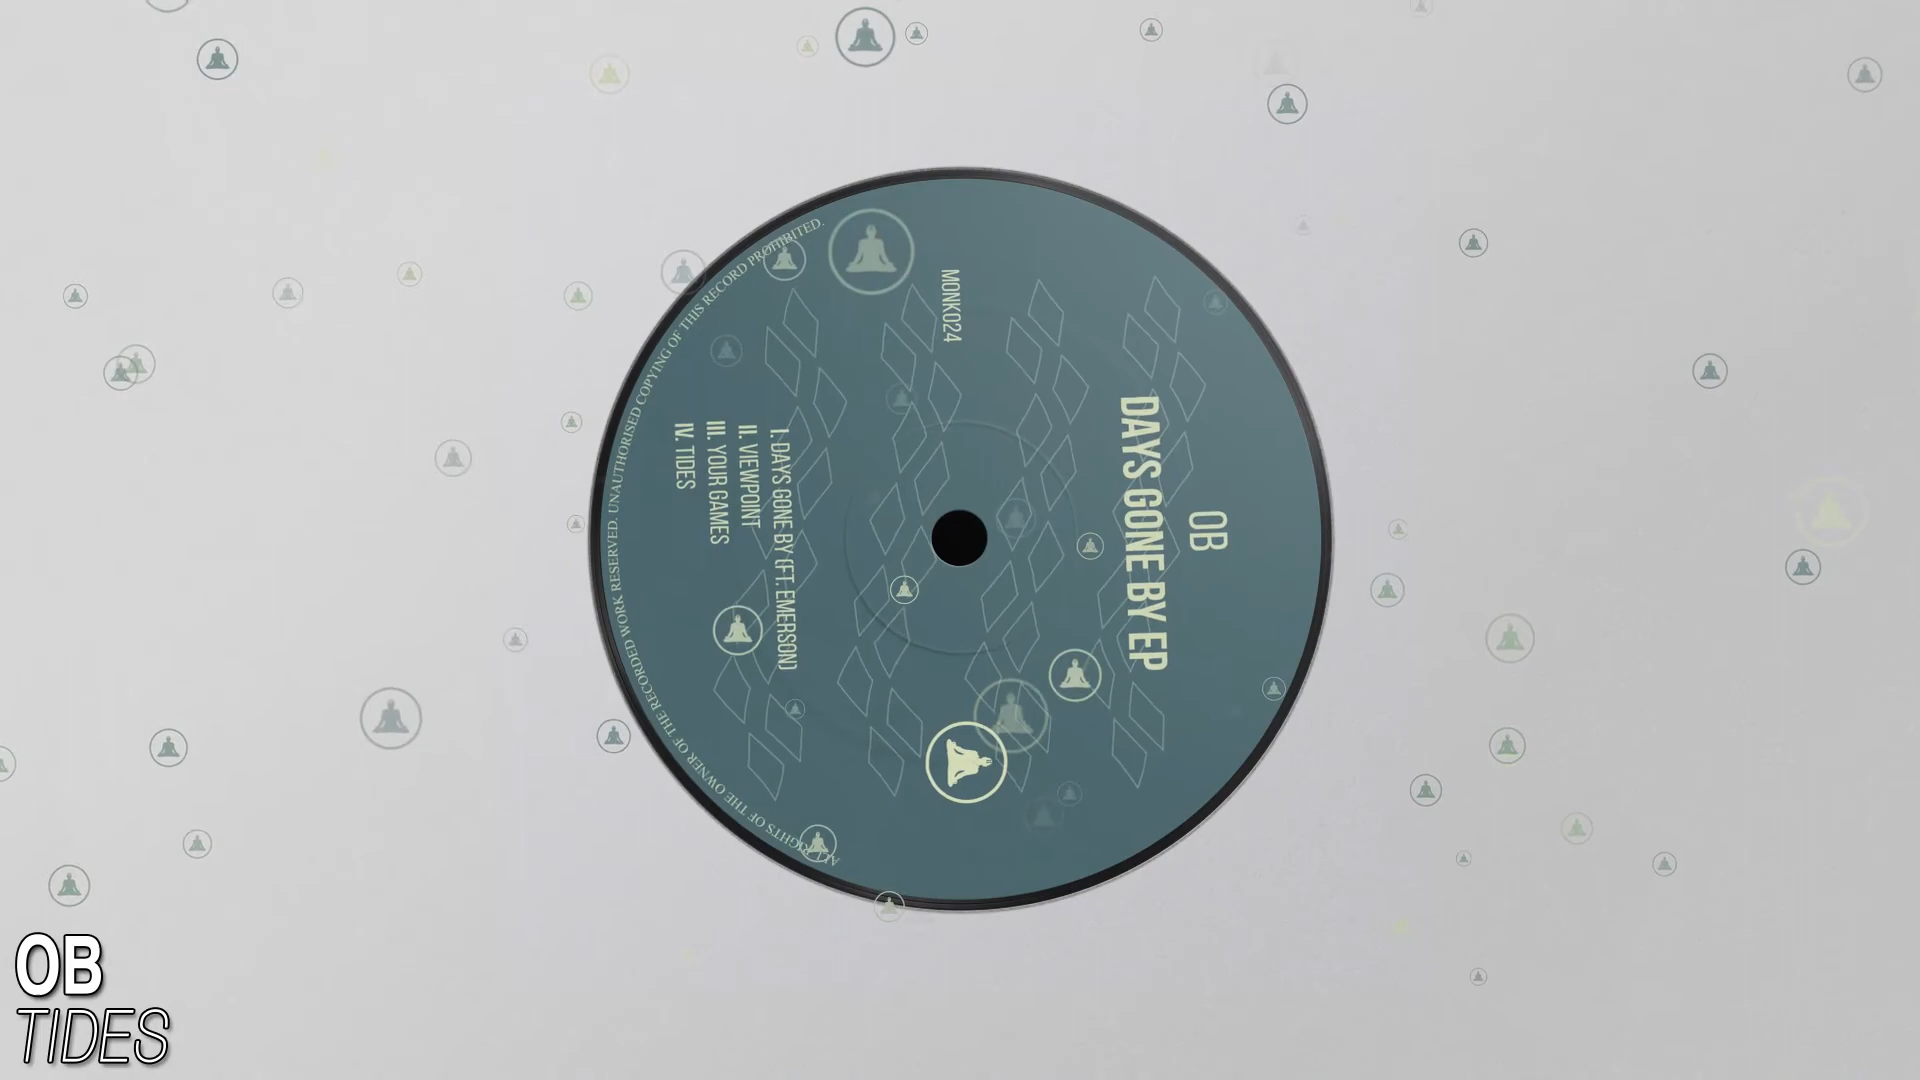 OB
DAYS GONE BY EP
MONK024
I. DAYS GONE BY (FT. EMERSON)
II. VIEWPOINT
III. YOUR GAMES
IV. TIDES
ALL RIGHTS OF THE OWNER OF THE RECORDED WORK RESERVED. UNAUTHORISED COPYING OF THIS RECORD PROHIBITED.
OB
TIDES